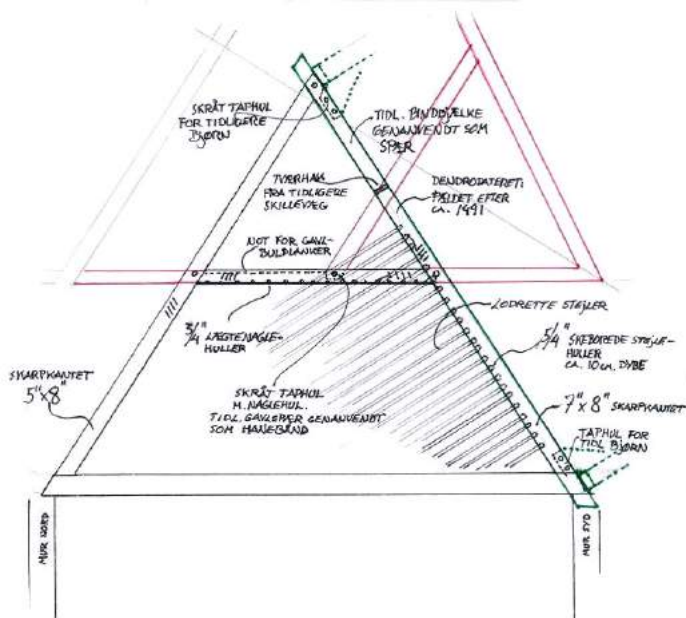 SKRÅT TAPHUL
FOR TIDLIGERE
BJØRN
TIDL. BINDBJELKE
GENANVENDT SOM
SPÆR
TVÆRHAK
FRA TIDLIGERE
SKILLEVÆG
DENDRODATERET:
FÆLDET EFTER
CA. 1491
NOT FOR GAVL-
BULPLANKER
LODRETTE STEJLER
3/4" LÆGTENAGLE-
HULLER
5/4" SKEBOREDE STEJLE-
HULLER
CA. 10 CM. DYBE
SKARPKANTET
5"x8"
SKRÅT TAPHUL
M. NAGLEHUL.
TIDL. GAVLSPÆR GENANVENDT
SOM HANEBÅND
7"x8" SKARPKANTET
TAPHUL FOR
TIDL BJØRN
MUR NORD
MUR SYD